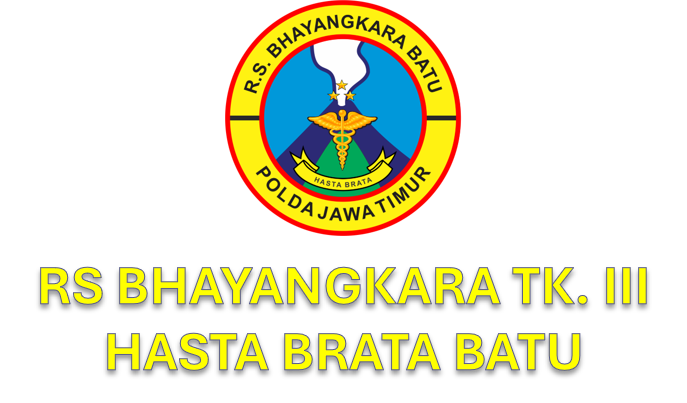 R.S. BHAYANGKARA BATU
HASTA BRATA
POLDA JAWA TIMUR
RS BHAYANGKARA TK. III
HASTA BRATA BATU